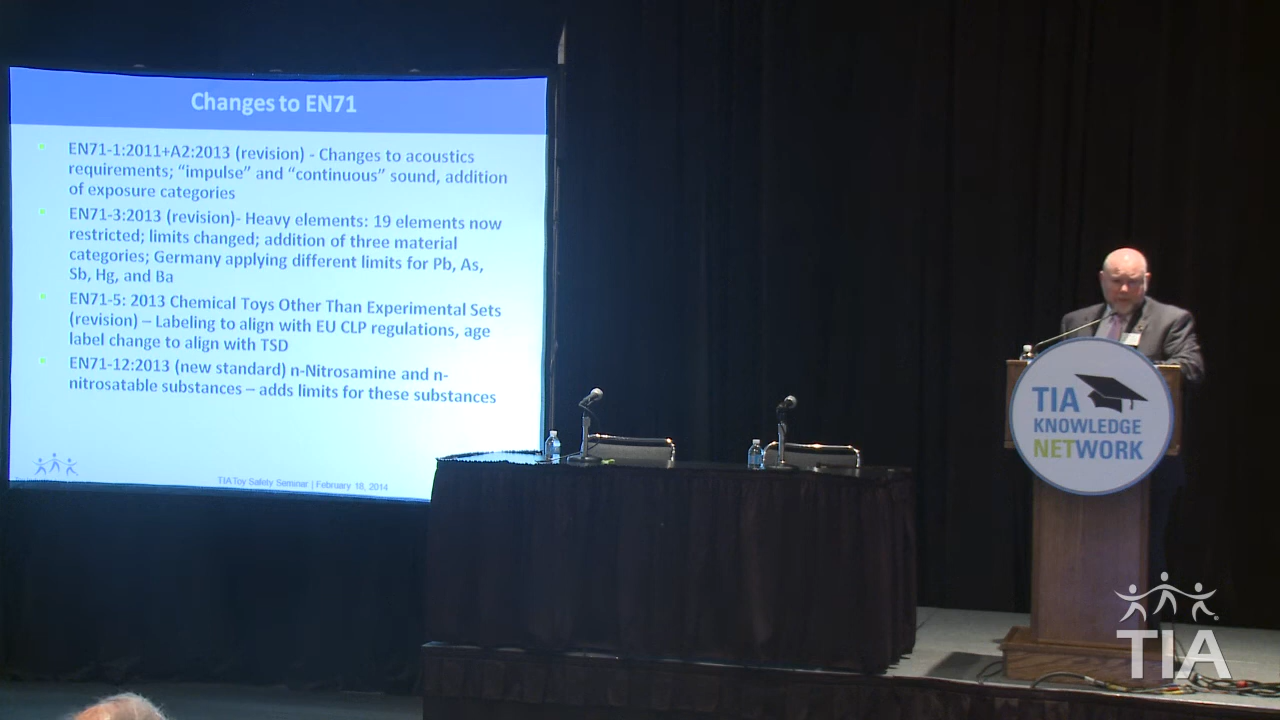 Changes to EN71
EN71-1:2011+A2:2013 (revision) - Changes to acoustics
requirements; “impulse” and “continuous” sound, addition
of exposure categories
EN71-3:2013 (revision)- Heavy elements: 19 elements now
restricted; limits changed; addition of three material
categories; Germany applying different limits for Pb, As,
Sb, Hg, and Ba
EN71-5: 2013 Chemical Toys Other Than Experimental Sets
(revision) – Labeling to align with EU CLP regulations, age
label change to align with TSD
EN71-12:2013 (new standard) n-Nitrosamine and n-
nitrosatable substances – adds limits for these substances
TIA Toy Safety Seminar | February 18, 2014
TIA
KNOWLEDGE
NETWORK
TIA